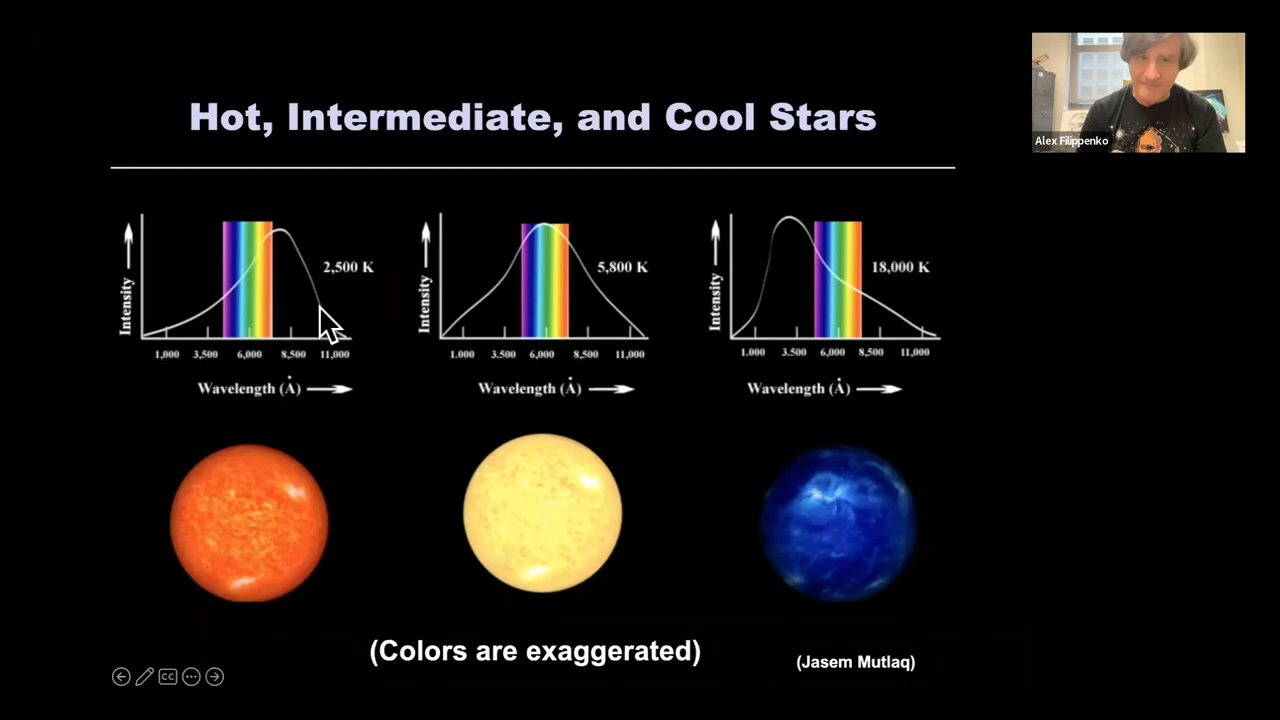 Hot, Intermediate, and Cool Stars
Alex Filippenko
Intensity
2,500 K
1,000 3,500 6,000 8,500 11,000
Wavelength (Å)
Intensity
5,800 K
1.000 3.500 6,000 8,500 11,000
Wavelength (Å)
Intensity
18,000 K
1.000 3.500 6,000 8,500 11,000
Wavelength (Å)
(Colors are exaggerated)
(Jasem Mutlaq)
CC